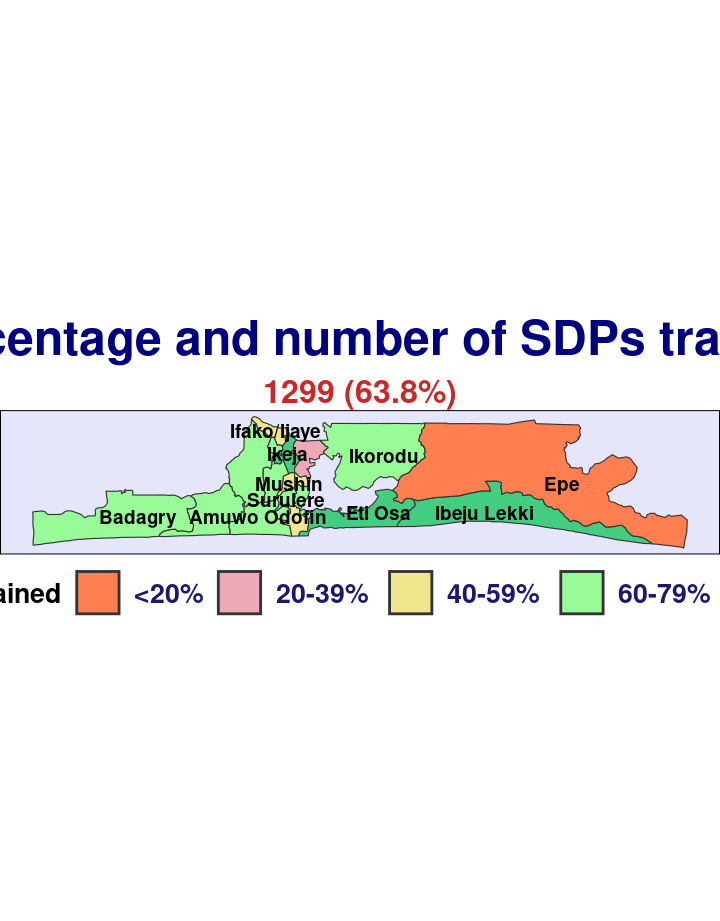 centage and number of SDPs tra
1299 (63.8%)
Ifako/Ijaye
Ikeja
Ikorodu
Mushin
Epe
Surulere
Badagry Amuwo Odofin Eti Osa Ibeju Lekki
ained <20% 20-39% 40-59% 60-79%